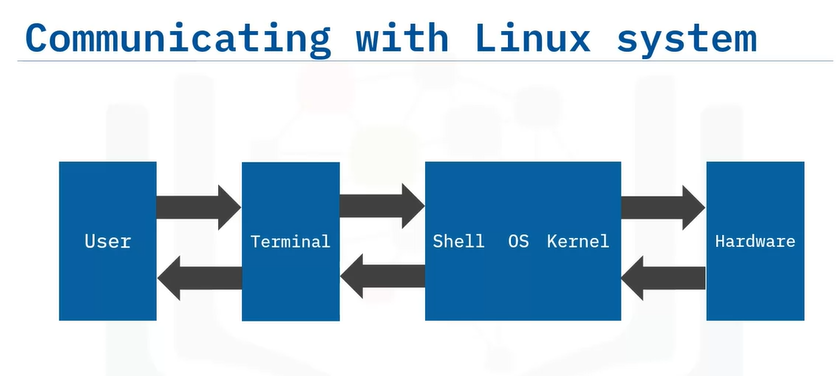 Communicating with Linux system
User
Terminal
Shell OS Kernel
Hardware